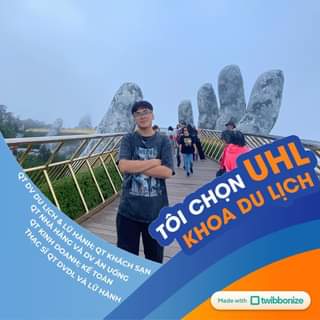 TÔI CHỌN UHL
KHOA DU LỊCH
QT DV DU LỊCH & LỮ HÀNH; QT KHÁCH SẠN
QT NHÀ HÀNG VÀ DV ĂN UỐNG
QT KINH DOANH; KẾ TOÁN
THẠC SĨ QT DVDL VÀ LỮ HÀNH
Made with twibbonize